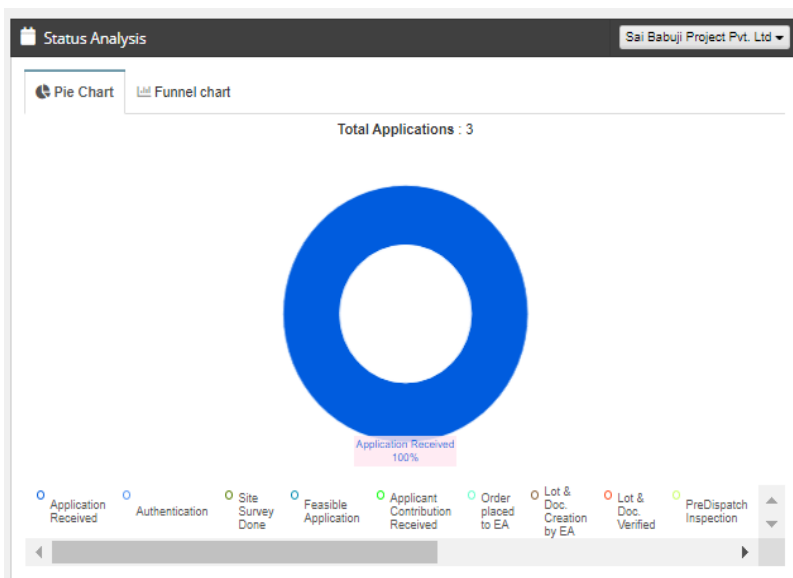 Status Analysis
Sai Babuji Project Pvt. Ltd
Pie Chart
Funnel chart
Total Applications : 3
Application Received
100%
Application
Received
Authentication
Site
Survey
Done
Feasible
Application
Applicant
Contribution
Received
Order
placed
to EA
Lot &
Doc.
Creation
by EA
Lot &
Doc.
Verified
PreDispatch
Inspection